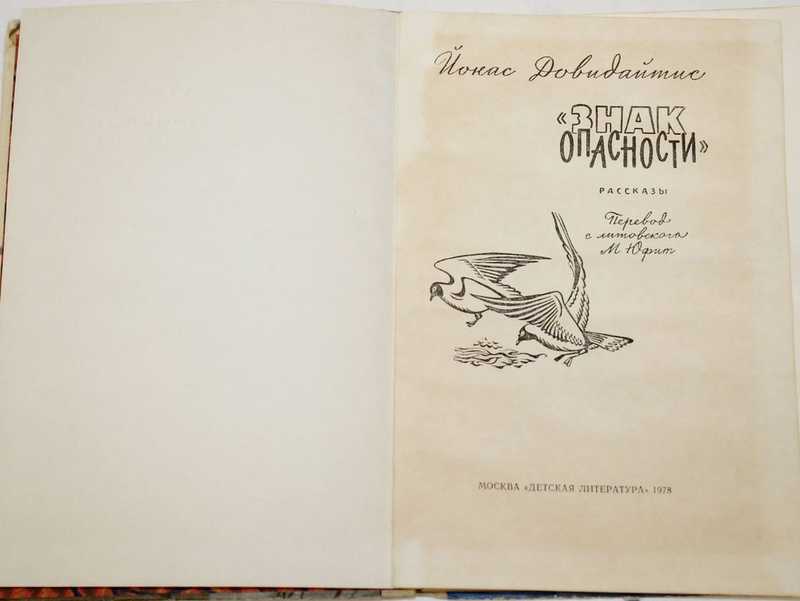 Йокас Довидайтис
«ЗНАК
ОПАСНОСТИ»
РАССКАЗЫ
Перевод
с литовского
М Юфит
МОСКВА «ДЕТСКАЯ ЛИТЕРАТУРА» 1978